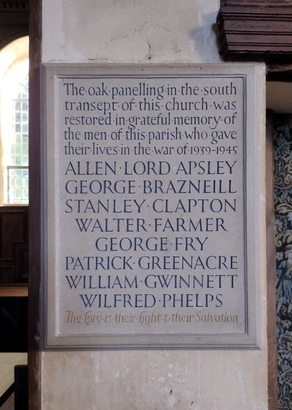 The oak·panelling·in·the south
transept·of·this·church·was
restored·in·grateful·memory·of
the men of this parish·who gave
their lives in the war of 1939-1945
ALLEN·LORD APSLEY
GEORGE·BRAZNEILL
STANLEY·CLAPTON
WALTER·FARMER
GEORGE·FRY
PATRICK·GREENACRE
WILLIAM·GWINNETT
WILFRED·PHELPS
The Lord is their Light & their Salvation